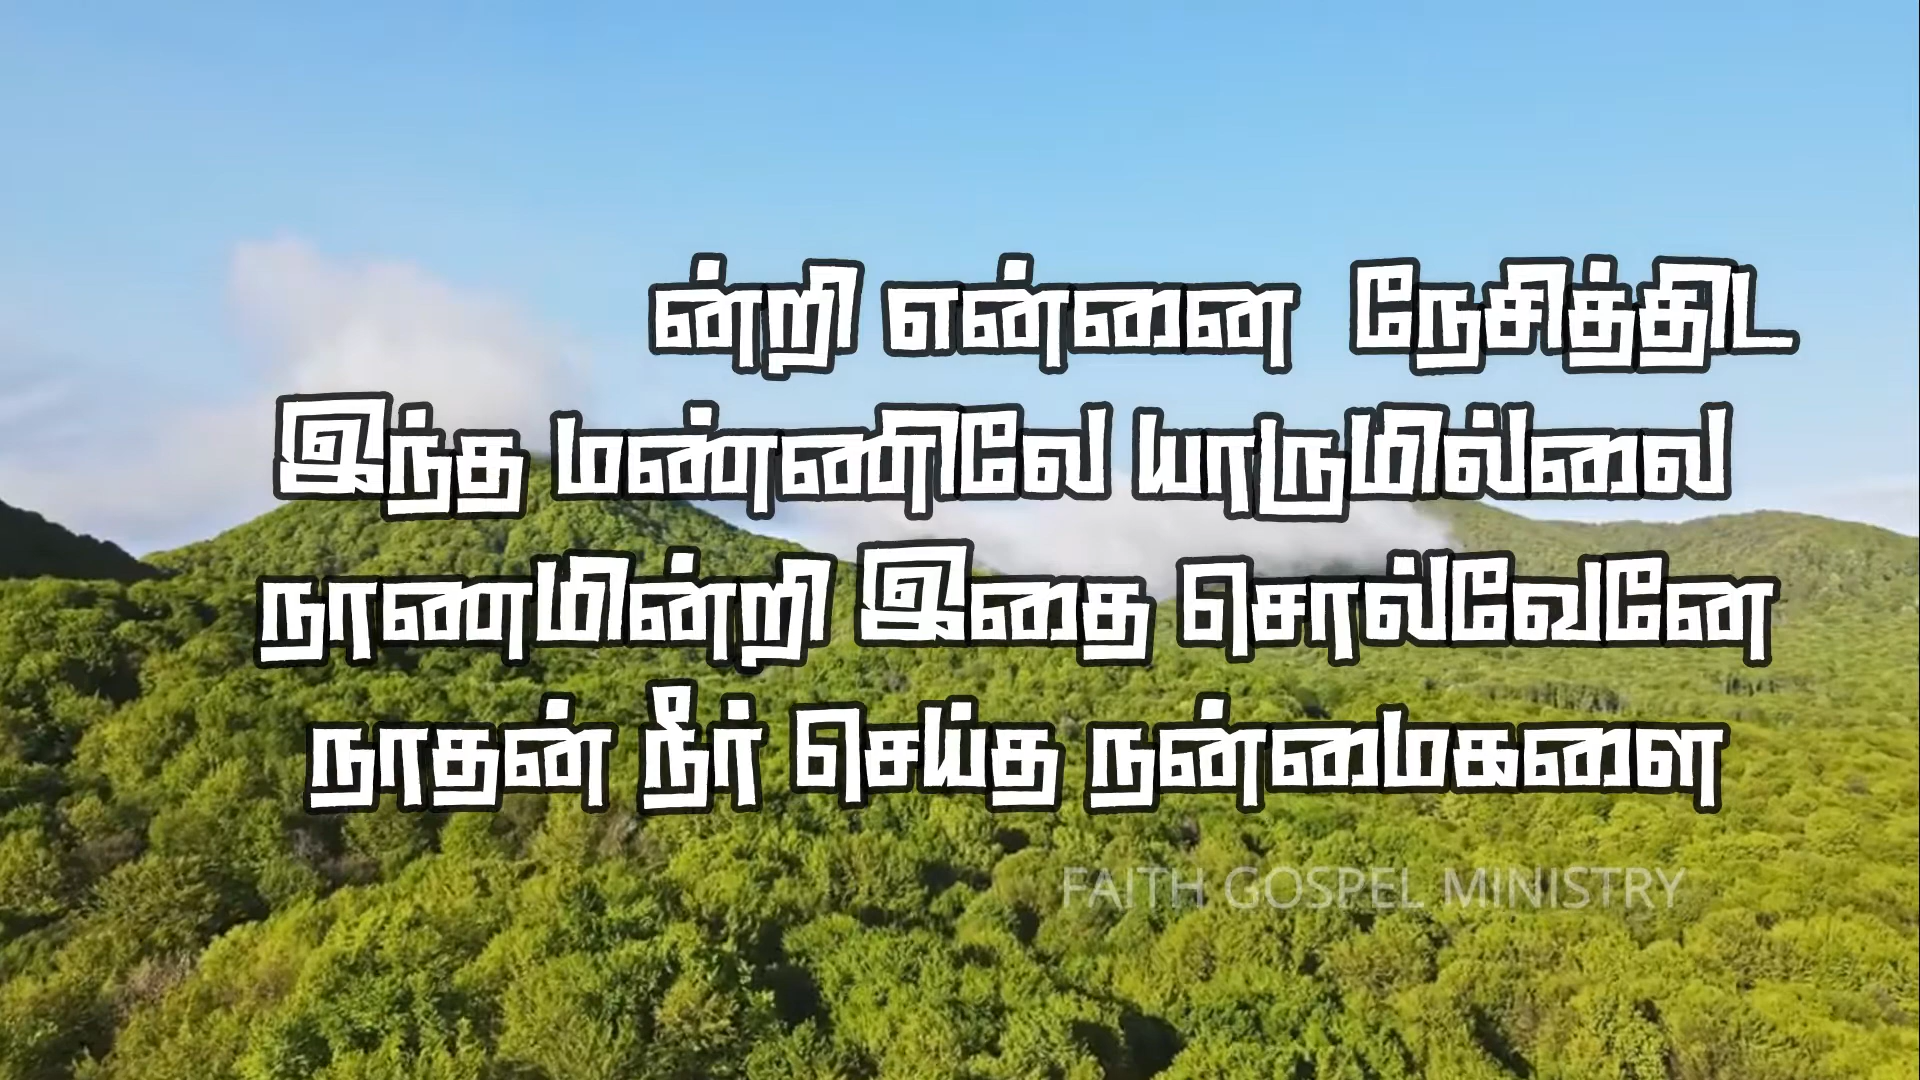 ன்றி என்னை நேசித்திட
இந்த மண்ணிலே யாருமில்லை
நாணமின்றி இதை சொல்வேனே
நாதன் நீர் செய்த நன்மைகளை
FAITH GOSPEL MINISTRY